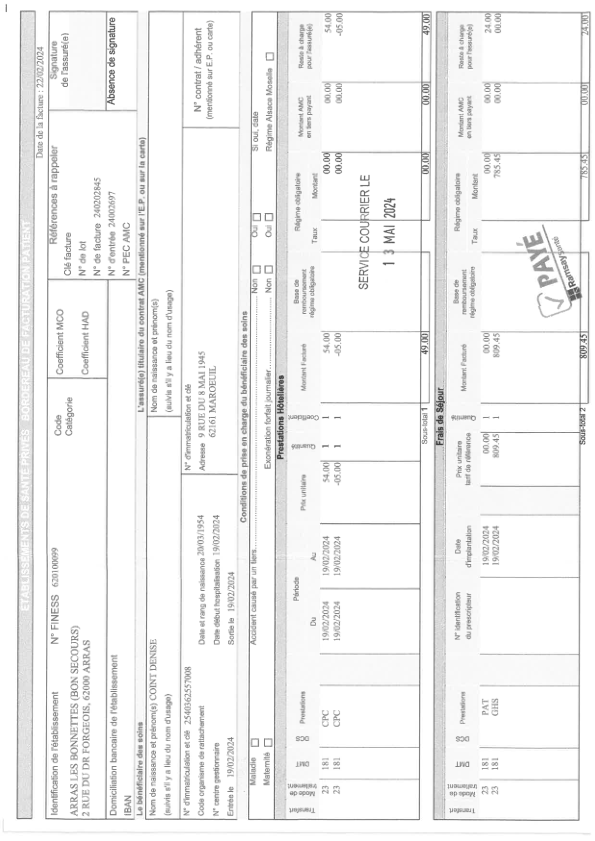 ETABLISSEMENTS DE SANTÉ PRIVÉS - BORDEREAU DE FACTURATION PATIENT
Date de la facture : 22/02/2024
Identification de l'établissement N° FINESS 620100099
ARRAS LES BONNETTES (BON SECOURS)
2 RUE DU DR FORGEOIS, 62000 ARRAS
Code
Catégorie
Coefficient MCO
Coefficient HAD
Références à rappeler
Clé facture
N° de lot
N° de facture 240202845
N° d'entrée 24002697
N° PEC AMC
Signature
de l'assuré(e)
Absence de signature
Domiciliation bancaire de l'établissement
IBAN
Le bénéficiaire des soins
Nom de naissance et prénom(s) COINT DENISE
(suivis s'il y a lieu du nom d'usage)
N° d'immatriculation et clé 2540362557008
Code organisme de rattachement Date et rang de naissance 20/03/1954
N° centre gestionnaire Date début hospitalisation 19/02/2024
Entrée le 19/02/2024 Sortie le 19/02/2024
L'assuré(e) titulaire du contrat AMC (mentionné sur l'E.P. ou sur la carte)
Nom de naissance et prénom(s)
(suivis s'il y a lieu du nom d'usage)
N° d'immatriculation et clé
Adresse 9 RUE DU 8 MAI 1945
62161 MAROEUIL
N° contrat / adhérent
(mentionné sur E.P. ou sur carte)
Conditions de prise en charge du bénéficiaire des soins
Maladie Accident causé par un tiers Non Oui Si oui, date
Maternité Exonération forfait journalier Non Oui Régime Alsace Moselle
Prestations Hôtelières
Transfert Mode de traitement DMT DCS Prestations Période Du Au Prix unitaire Quantité Coefficient Montant Facturé Base de remboursement régime obligatoire Régime obligatoire Taux Montant Montant AMC en tiers payant Reste à charge pour l'assuré(e)
23 181 CPC 19/02/2024 19/02/2024 54.00 1 1 54.00 00.00 00.00 54.00
23 181 CPC 19/02/2024 19/02/2024 -05.00 1 1 -05.00 00.00 00.00 -05.00
SERVICE COURRIER LE
13 MAI 2024
Sous-total 1 49.00 00.00 00.00 49.00
Frais de Séjour
Transfert Mode de traitement DMT DCS Prestations N° identification du prescripteur Date d'implantation Prix unitaire tarif de référence Quantité Montant Facturé Base de remboursement régime obligatoire Régime obligatoire Taux Montant Montant AMC en tiers payant Reste à charge pour l'assuré(e)
23 181 PAT 19/02/2024 00.00 1 00.00 00.00 00.00 24.00
23 181 GHS 19/02/2024 809.45 1 809.45 785.45 00.00 00.00
PAYÉ
Ramsay Santé
Sous-total 2 809.45 785.45 00.00 24.00